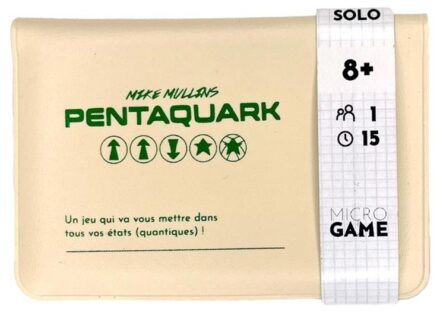 MIKE MULLINS
PENTAQUARK
Un jeu qui va vous mettre dans
tous vos états (quantiques) !
SOLO
8+
1
15
MICRO
GAME